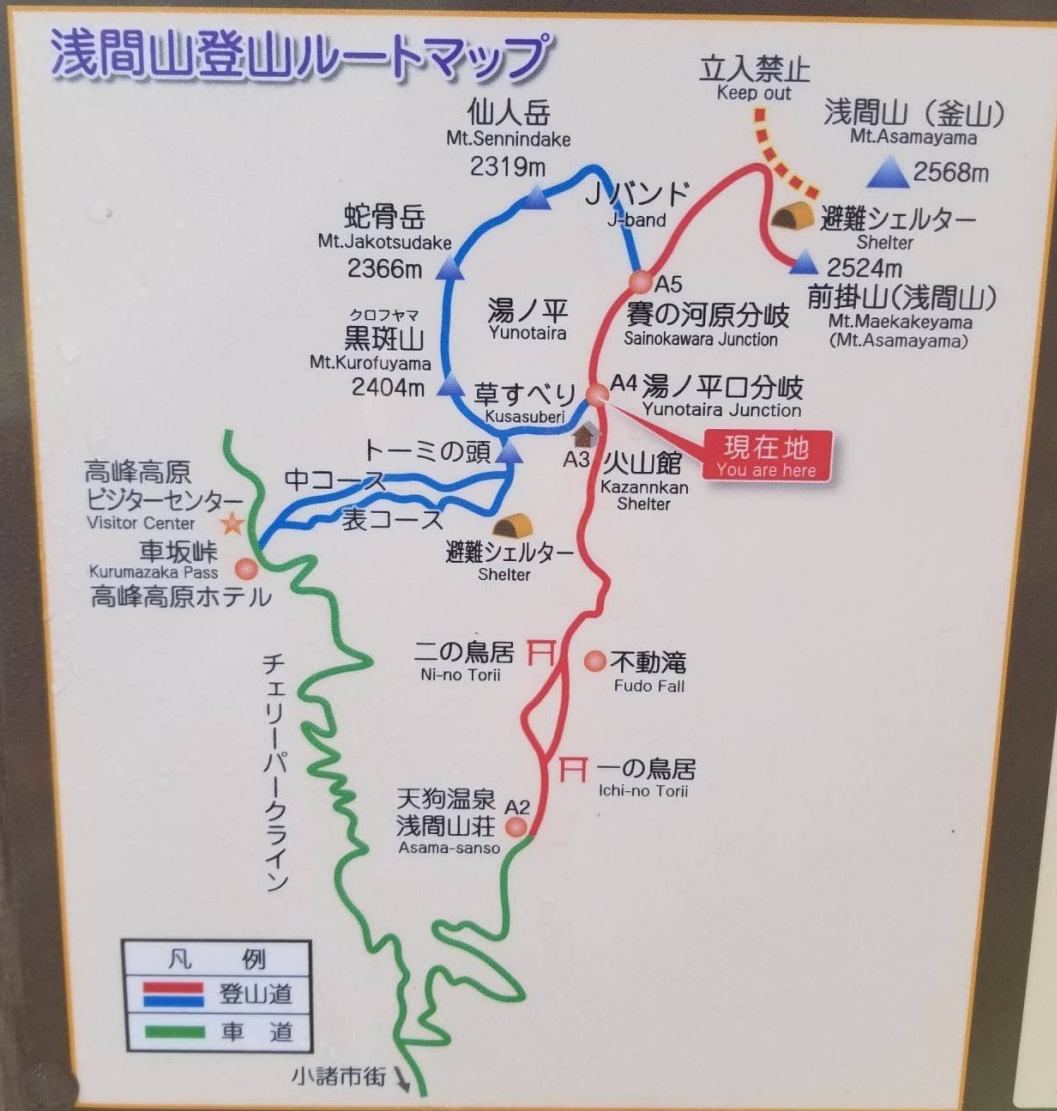 浅間山登山ルートマップ
立入禁止
Keep out
浅間山（釜山）
Mt.Asamayama
2568m
仙人岳
Mt.Sennindake
2319m
Jバンド
J-band
避難シェルター
Shelter
2524m
前掛山(浅間山)
Mt.Maekakeyama
(Mt.Asamayama)
蛇骨岳
Mt.Jakotsudake
2366m
湯ノ平
Yunotaira
A5
賽の河原分岐
Sainokawara Junction
クロフヤマ
黒斑山
Mt.Kurofuyama
2404m
草すべり
Kusasuberi
A4 湯ノ平口分岐
Yunotaira Junction
現在地
You are here
A3
火山館
Kazannkan
Shelter
トーミの頭
中コース
表コース
避難シェルター
Shelter
高峰高原
ビジターセンター
Visitor Center
車坂峠
Kurumazaka Pass
高峰高原ホテル
二の鳥居
Ni-no Torii
不動滝
Fudo Fall
一の鳥居
Ichi-no Torii
チェリーパークライン
天狗温泉
浅間山荘
Asama-sanso
A2
凡 例
登山道
車 道
小諸市街